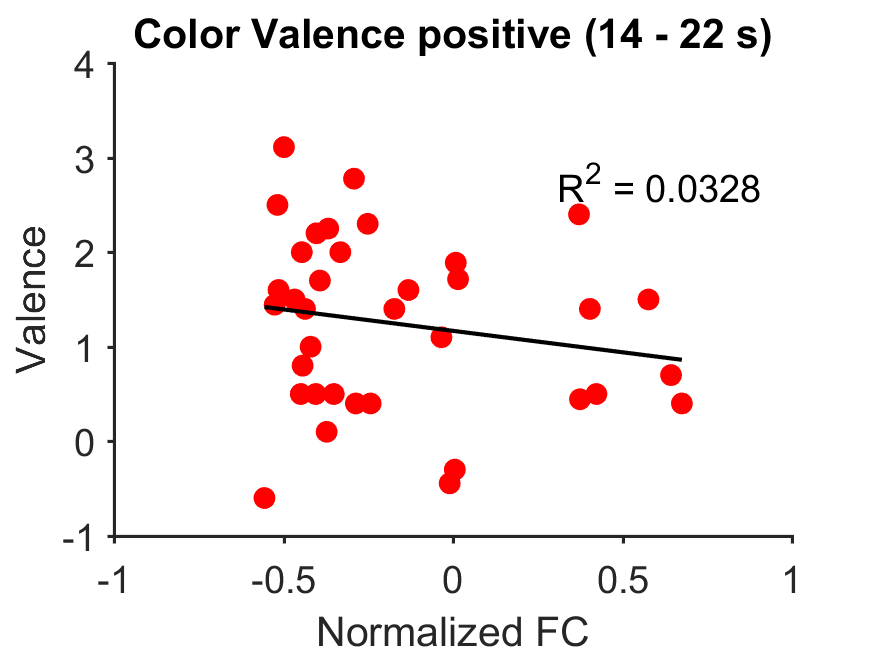 Color Valence positive (14 - 22 s)
4
3
2
1
0
-1
Valence
R² = 0.0328
-1
-0.5
0
0.5
1
Normalized FC